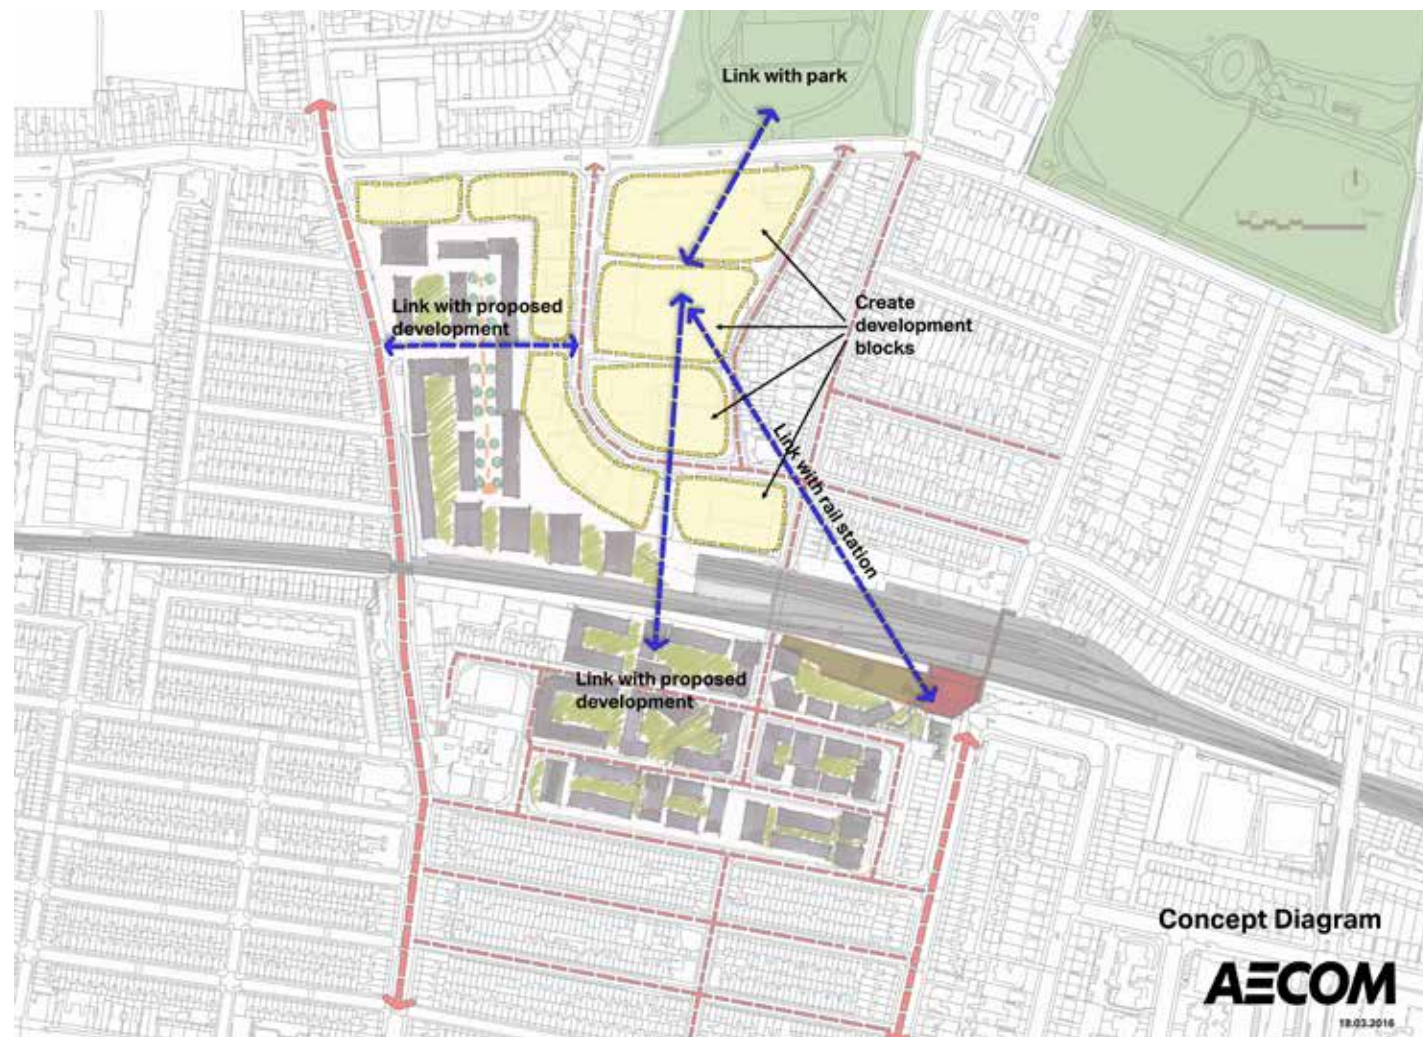 Link with park
Link with proposed
development
Create
development
blocks
Link with rail station
Link with proposed
development
Concept Diagram
AECOM
18.03.2016